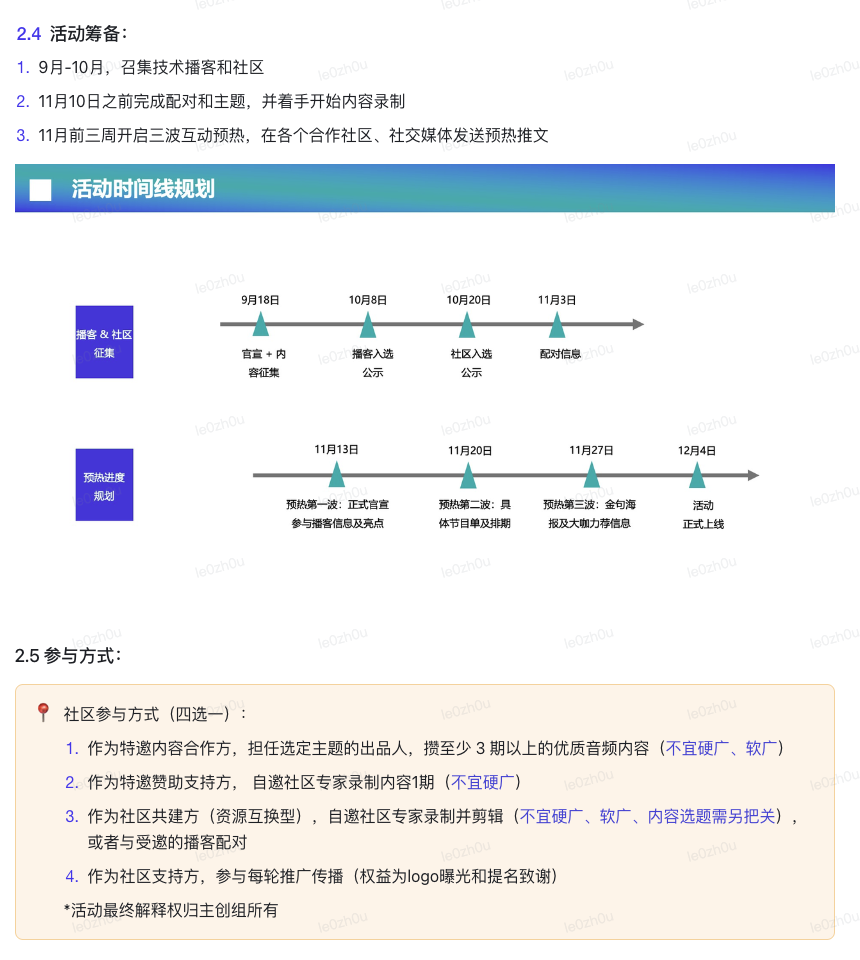 2.4 活动筹备：
1. 9月-10月，召集技术播客和社区
2. 11月10日之前完成配对和主题，并着手开始内容录制
3. 11月前三周开启三波互动预热，在各个合作社区、社交媒体发送预热推文
活动时间线规划
播客 & 社区
征集
9月18日
10月8日
10月20日
11月3日
官宣 + 内
容征集
播客入选
公示
社区入选
公示
配对信息
预热进度
规划
11月13日
11月20日
11月27日
12月4日
预热第一波：正式官宣
参与播客信息及亮点
预热第二波：具
体节目单及排期
预热第三波：金句海
报及大咖力荐信息
活动
正式上线
2.5 参与方式：
社区参与方式（四选一）：
1. 作为特邀内容合作方，担任选定主题的出品人，攒至少 3 期以上的优质音频内容（不宜硬广、软广）
2. 作为特邀赞助支持方， 自邀社区专家录制内容1期（不宜硬广）
3. 作为社区共建方（资源互换型），自邀社区专家录制并剪辑（不宜硬广、软广、内容选题需另把关），
或者与受邀的播客配对
4. 作为社区支持方，参与每轮推广传播（权益为logo曝光和提名致谢）
*活动最终解释权归主创组所有
le0zh0u